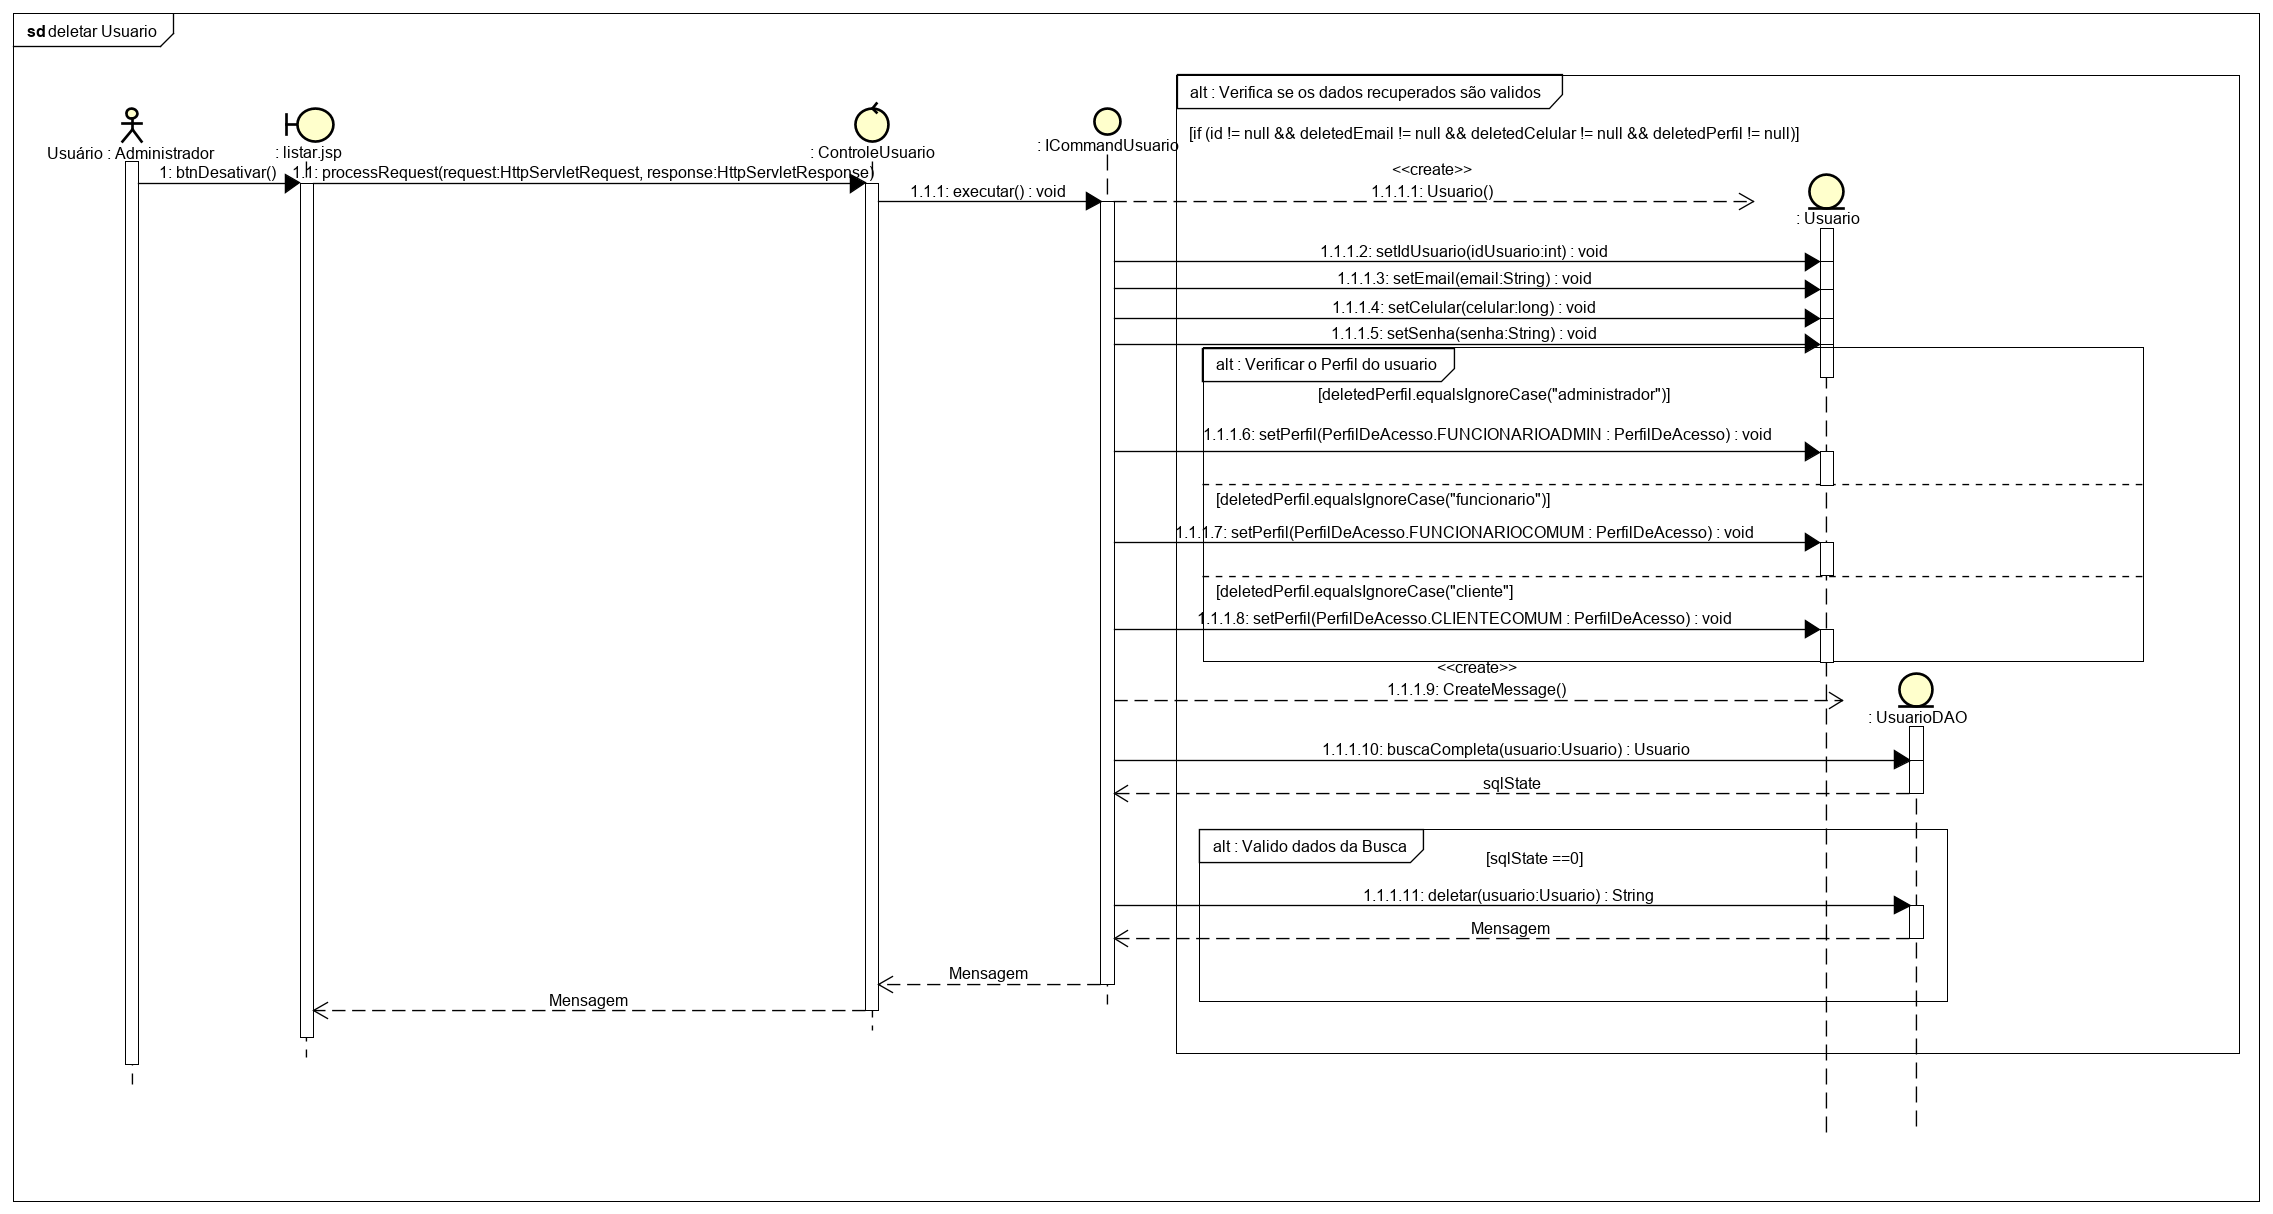 sd deletar Usuario
alt : Verifica se os dados recuperados são validos
[if (id != null && deletedEmail != null && deletedCelular != null && deletedPerfil != null)]
Usuário : Administrador
: listar.jsp
: ControleUsuario
: ICommandUsuario
: Usuario
1: btnDesativar()
1.1: processRequest(request:HttpServletRequest, response:HttpServletResponse)
1.1.1: executar() : void
<<create>>
1.1.1.1: Usuario()
1.1.1.2: setIdUsuario(idUsuario:int) : void
1.1.1.3: setEmail(email:String) : void
1.1.1.4: setCelular(celular:long) : void
1.1.1.5: setSenha(senha:String) : void
alt : Verificar o Perfil do usuario
[deletedPerfil.equalsIgnoreCase("administrador")]
1.1.1.6: setPerfil(PerfilDeAcesso.FUNCIONARIOADMIN : PerfilDeAcesso) : void
[deletedPerfil.equalsIgnoreCase("funcionario")]
1.1.1.7: setPerfil(PerfilDeAcesso.FUNCIONARIOCOMUM : PerfilDeAcesso) : void
[deletedPerfil.equalsIgnoreCase("cliente"]
1.1.1.8: setPerfil(PerfilDeAcesso.CLIENTECOMUM : PerfilDeAcesso) : void
<<create>>
1.1.1.9: CreateMessage()
: UsuarioDAO
1.1.1.10: buscaCompleta(usuario:Usuario) : Usuario
sqlState
alt : Valido dados da Busca
[sqlState ==0]
1.1.1.11: deletar(usuario:Usuario) : String
Mensagem
Mensagem
Mensagem